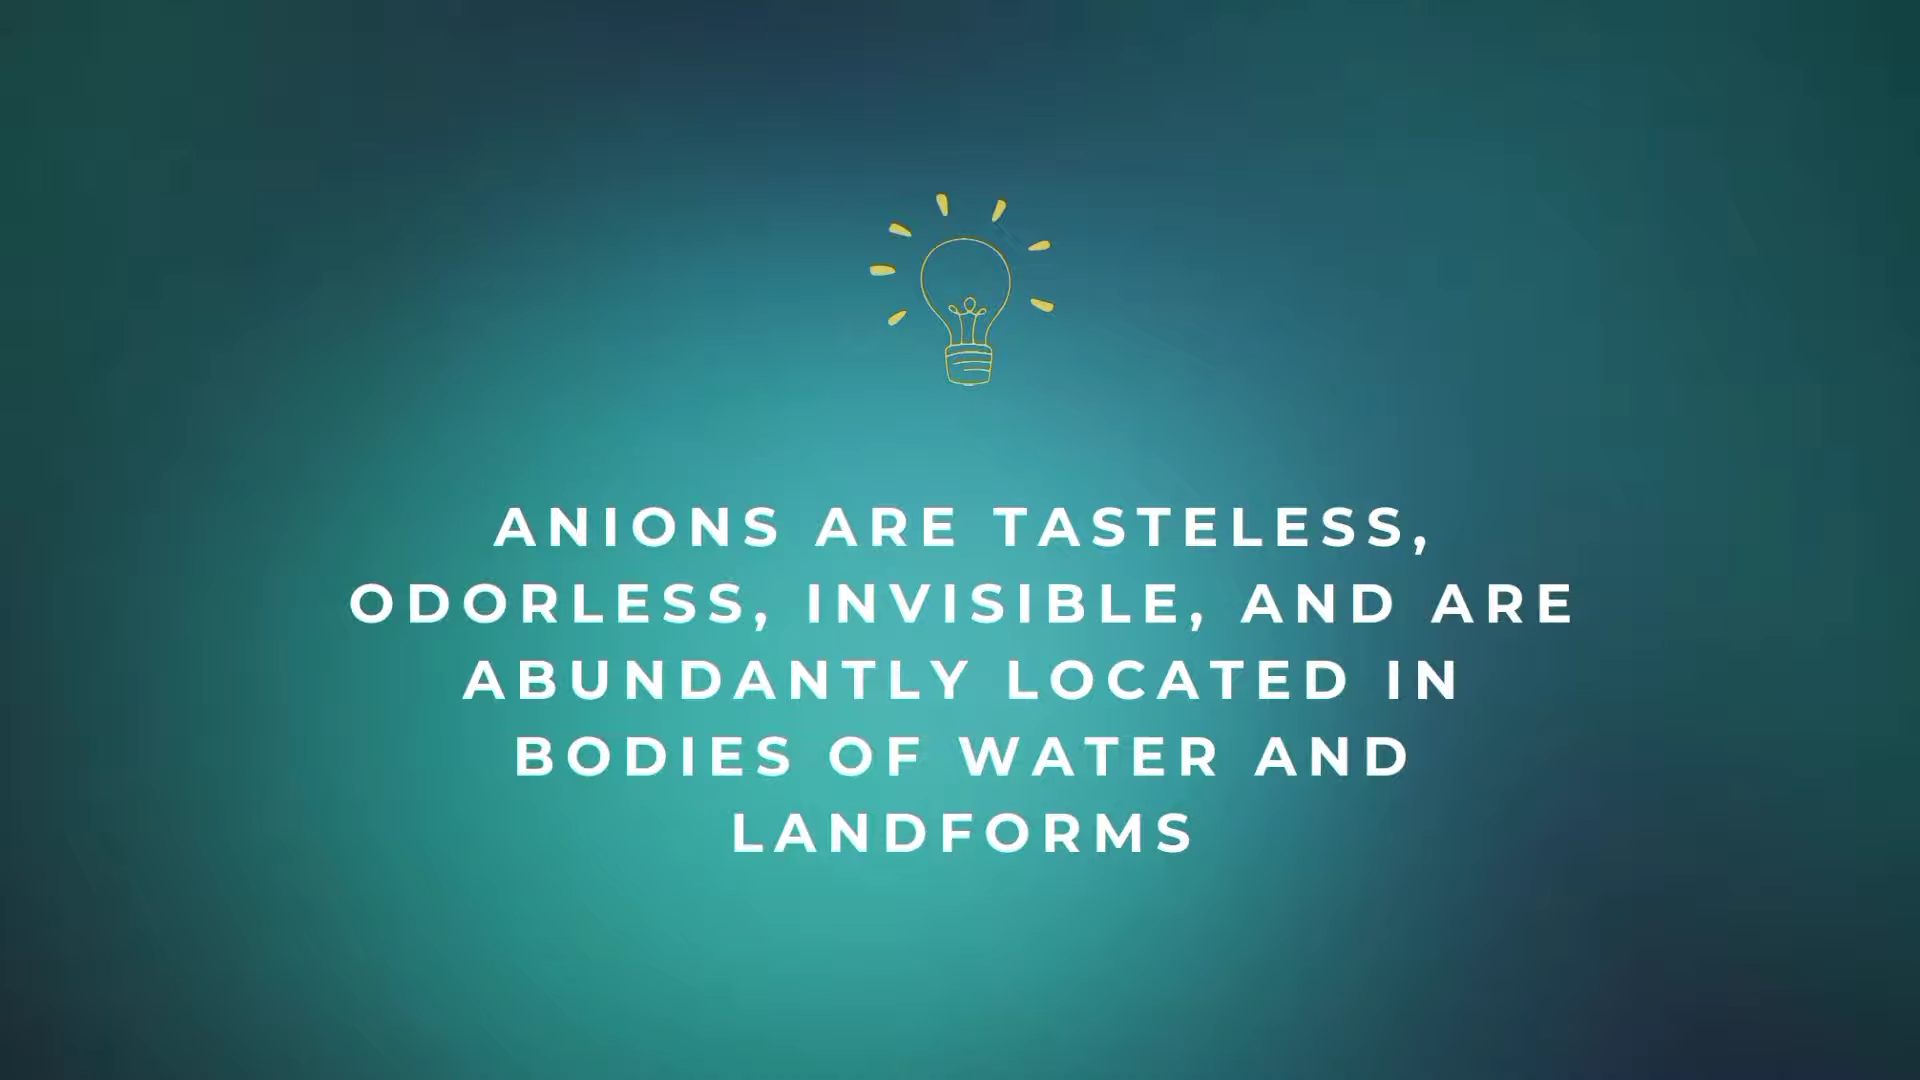 ANIONS ARE TASTELESS,
ODORLESS, INVISIBLE, AND ARE
ABUNDANTLY LOCATED IN
BODIES OF WATER AND
LANDFORMS